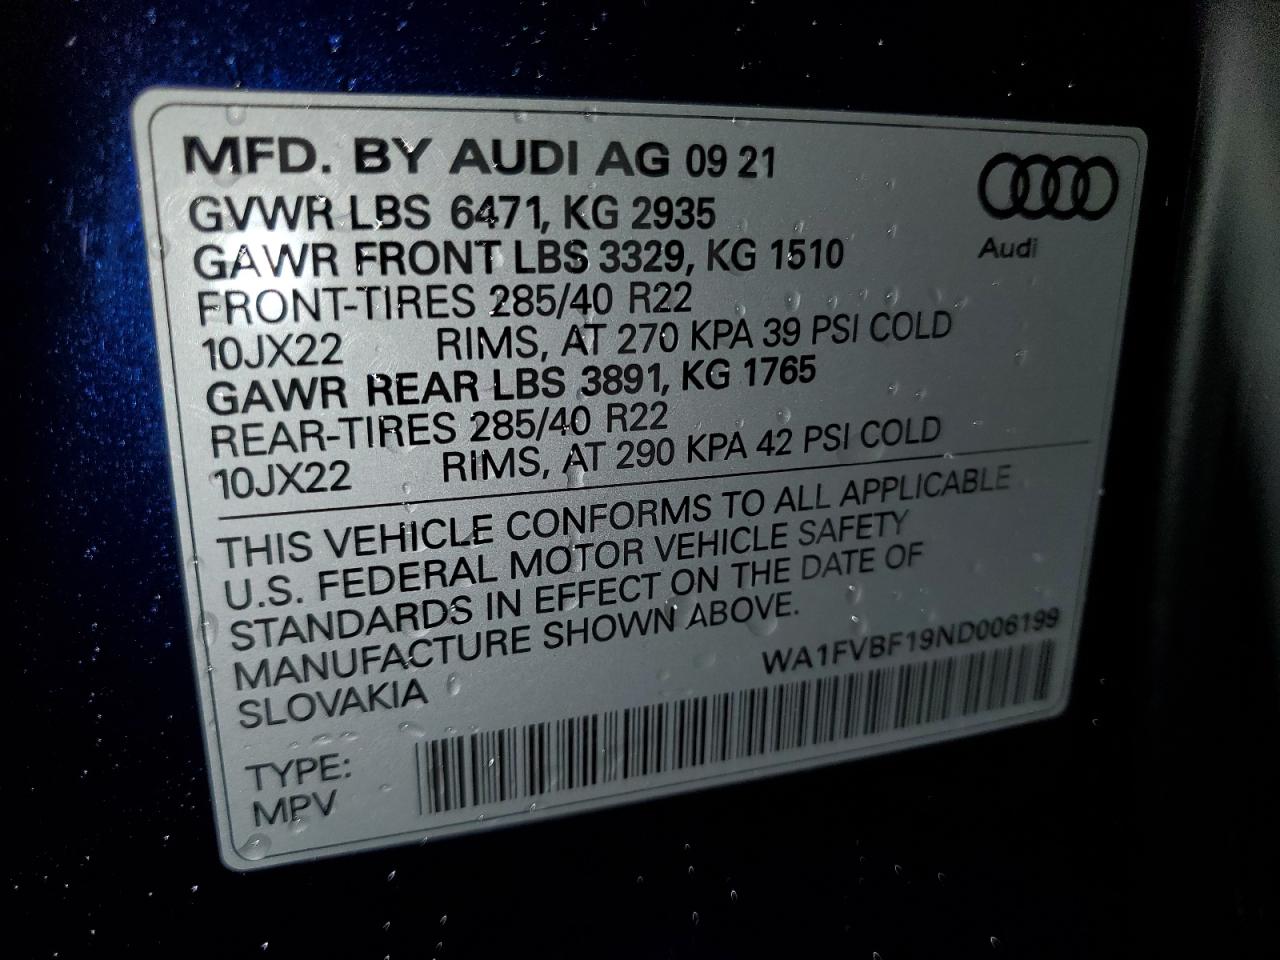 MFD. BY AUDI AG 09 21
GVWR LBS 6471, KG 2935
GAWR FRONT LBS 3329, KG 1510
FRONT-TIRES 285/40 R22
10JX22 RIMS, AT 270 KPA 39 PSI COLD
GAWR REAR LBS 3891, KG 1765
REAR-TIRES 285/40 R22
10JX22 RIMS, AT 290 KPA 42 PSI COLD
Audi
THIS VEHICLE CONFORMS TO ALL APPLICABLE
U.S. FEDERAL MOTOR VEHICLE SAFETY
STANDARDS IN EFFECT ON THE DATE OF
MANUFACTURE SHOWN ABOVE.
SLOVAKIA
WA1FVBF19ND006199
TYPE:
MPV